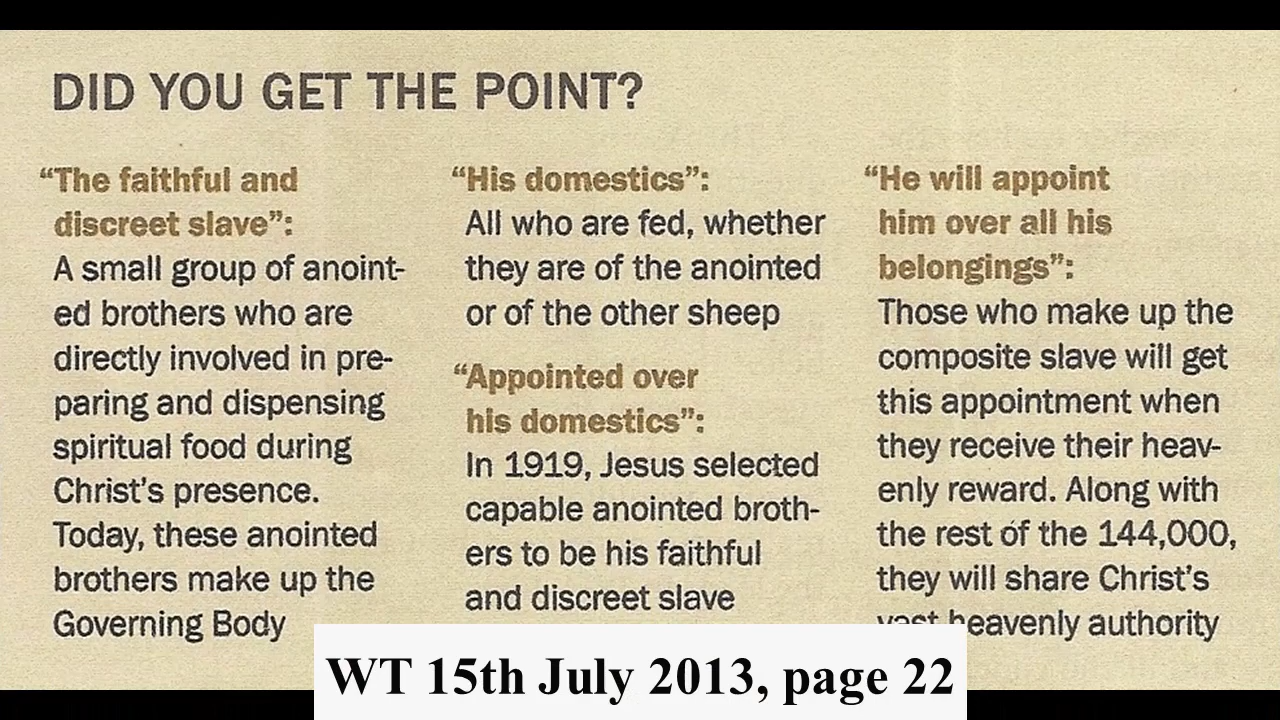 DID YOU GET THE POINT?
“The faithful and
discreet slave”:
A small group of anoint-
ed brothers who are
directly involved in pre-
paring and dispensing
spiritual food during
Christ’s presence.
Today, these anointed
brothers make up the
Governing Body
“His domestics”:
All who are fed, whether
they are of the anointed
or of the other sheep
“Appointed over
his domestics”:
In 1919, Jesus selected
capable anointed broth-
ers to be his faithful
and discreet slave
“He will appoint
him over all his
belongings”:
Those who make up the
composite slave will get
this appointment when
they receive their heav-
enly reward. Along with
the rest of the 144,000,
they will share Christ’s
vast heavenly authority
WT 15th July 2013, page 22